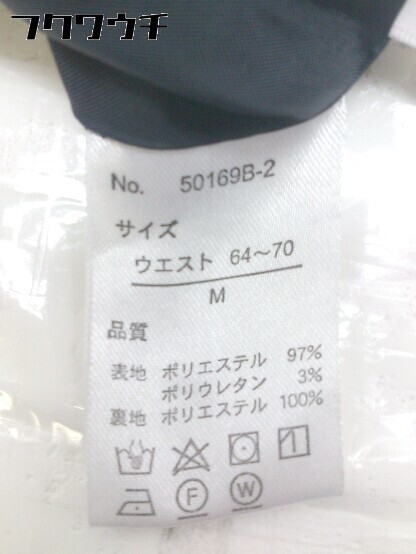 フクウウチ
No. 50169B-2
サイズ
ウエスト 64～70
M
品質
表地 ポリエステル 97%
ポリウレタン 3%
裏地 ポリエステル 100%
F W